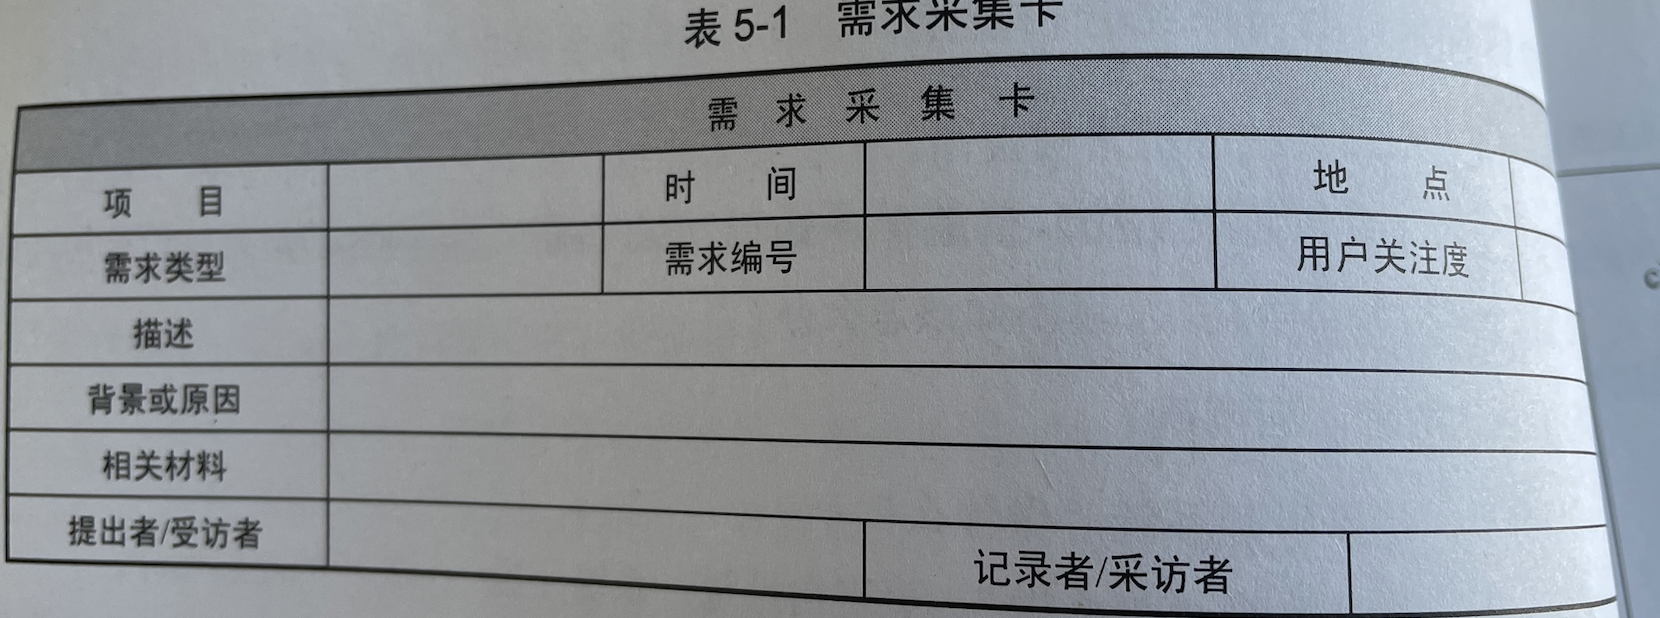 表 5-1 需求采集卡
需求采集卡
项目 时间 地点
需求类型 需求编号 用户关注度
描述
背景或原因
相关材料
提出者/受访者 记录者/采访者